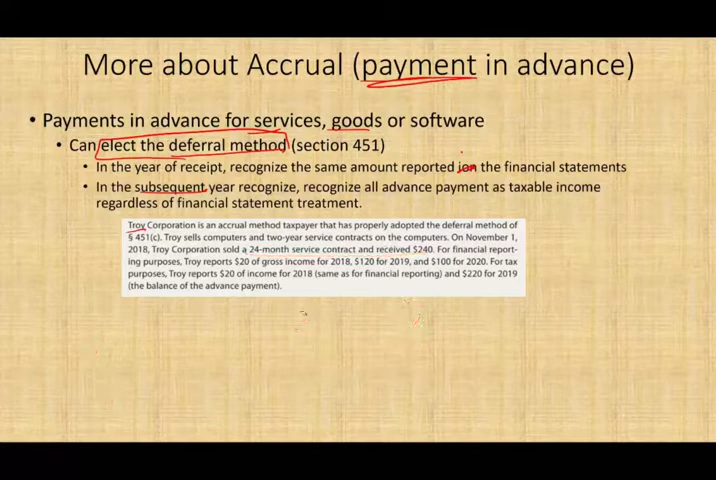 More about Accrual (payment in advance)
• Payments in advance for services, goods or software
• Can elect the deferral method (section 451)
• In the year of receipt, recognize the same amount reported ion the financial statements
• In the subsequent year recognize, recognize all advance payment as taxable income
regardless of financial statement treatment.
Troy Corporation is an accrual method taxpayer that has properly adopted the deferral method of
§ 451(c). Troy sells computers and two-year service contracts on the computers. On November 1,
2018, Troy Corporation sold a 24-month service contract and received $240. For financial report-
ing purposes, Troy reports $20 of gross income for 2018, $120 for 2019, and $100 for 2020. For tax
purposes, Troy reports $20 of income for 2018 (same as for financial reporting) and $220 for 2019
(the balance of the advance payment).